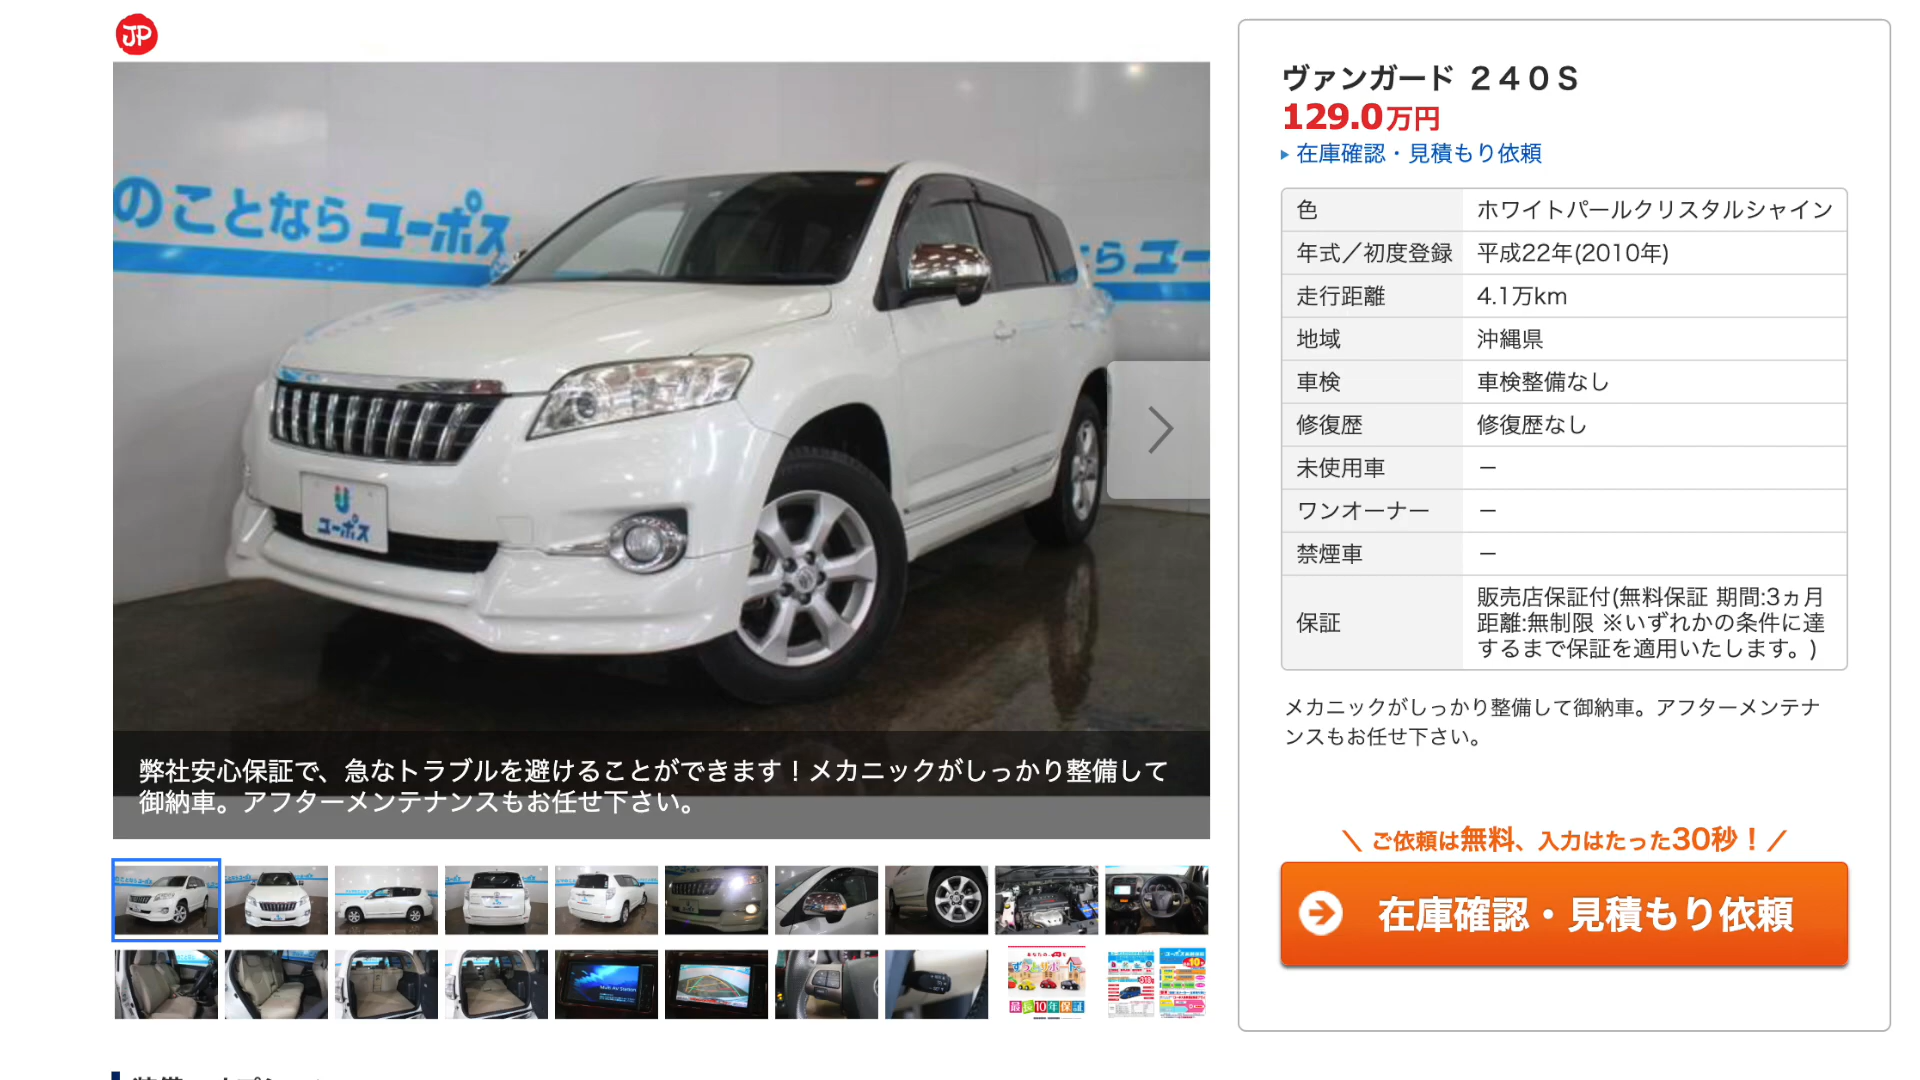 JP
のことならユーポス
らユー
ユーポス
弊社安心保証で、急なトラブルを避けることができます！メカニックがしっかり整備して
御納車。アフターメンテナンスもお任せ下さい。
ヴァンガード ２４０Ｓ
129.0万円
在庫確認・見積もり依頼
色 ホワイトパールクリスタルシャイン
年式／初度登録 平成22年(2010年)
走行距離 4.1万km
地域 沖縄県
車検 車検整備なし
修復歴 修復歴なし
未使用車 －
ワンオーナー －
禁煙車 －
保証 販売店保証付(無料保証 期間:3ヵ月
距離:無制限 ※いずれかの条件に達
するまで保証を適用いたします。)
メカニックがしっかり整備して御納車。アフターメンテナ
ンスもお任せ下さい。
＼ ご依頼は無料、入力はたった30秒！／
在庫確認・見積もり依頼
Multi AV Station
最長10年保証